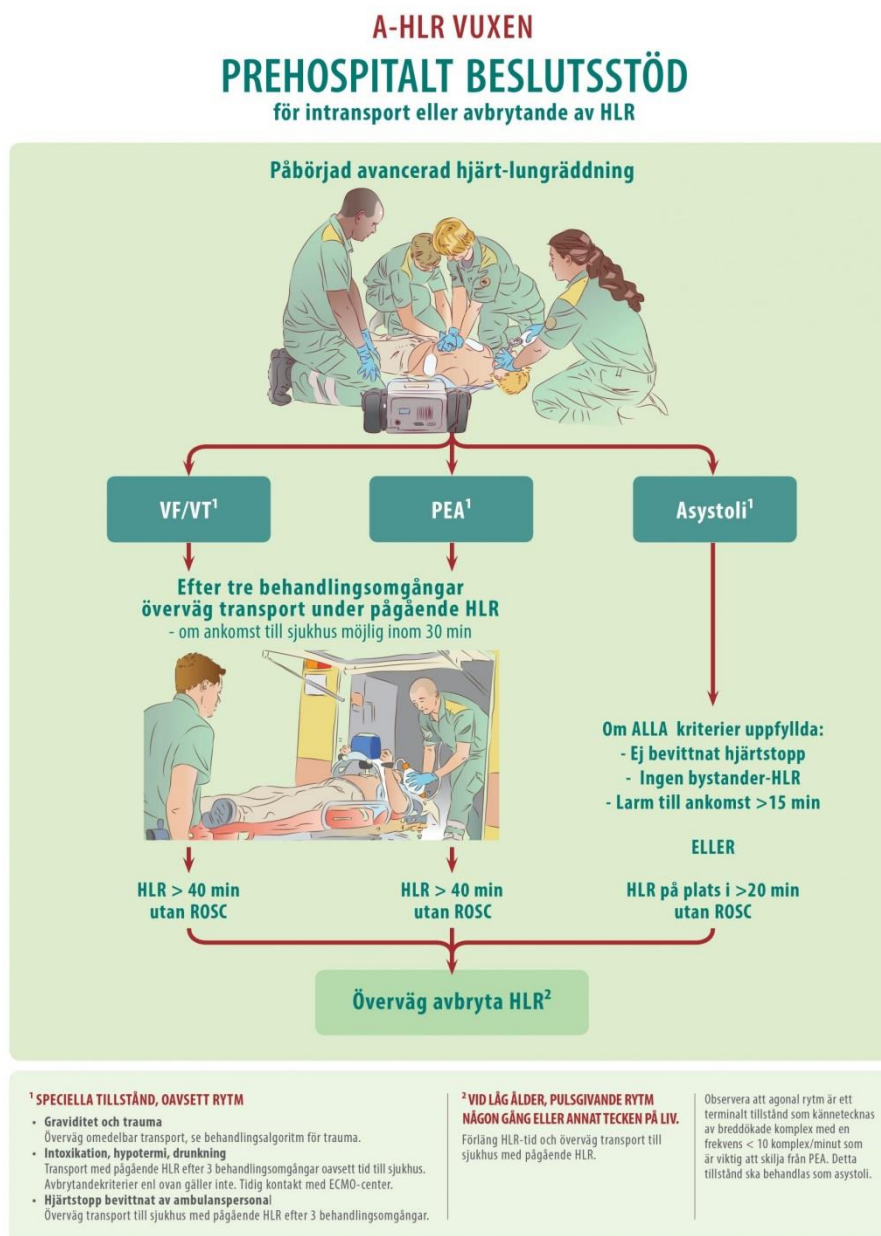 A-HLR VUXEN
PREHOSPITALT BESLUTSSTÖD
för intransport eller avbrytande av HLR
Påbörjad avancerad hjärt-lungräddning
VF/VT¹
PEA¹
Asystoli¹
Efter tre behandlingsomgångar
överväg transport under pågående HLR
- om ankomst till sjukhus möjlig inom 30 min
Om ALLA kriterier uppfyllda:
- Ej bevittnat hjärtstopp
- Ingen bystander-HLR
- Larm till ankomst >15 min
ELLER
HLR > 40 min
utan ROSC
HLR > 40 min
utan ROSC
HLR på plats i >20 min
utan ROSC
Överväg avbryta HLR²
¹ SPECIELLA TILLSTÅND, OAVSETT RYTM
• Graviditet och trauma
Överväg omedelbar transport, se behandlingsalgoritm för trauma.
• Intoxikation, hypotermi, drunkning
Transport med pågående HLR efter 3 behandlingsomgångar oavsett tid till sjukhus.
Avbrytandekriterier enl ovan gäller inte. Tidig kontakt med ECMO-center.
• Hjärtstopp bevittnat av ambulanspersonal
Överväg transport till sjukhus med pågående HLR efter 3 behandlingsomgångar.
² VID LÅG ÅLDER, PULSGIVANDE RYTM
NÅGON GÅNG ELLER ANNAT TECKEN PÅ LIV.
Förläng HLR-tid och överväg transport till
sjukhus med pågående HLR.
Observera att agonal rytm är ett
terminalt tillstånd som kännetecknas
av breddökade komplex med en
frekvens < 10 komplex/minut som
är viktigt att skilja från PEA. Detta
tillstånd ska behandlas som asystoli.